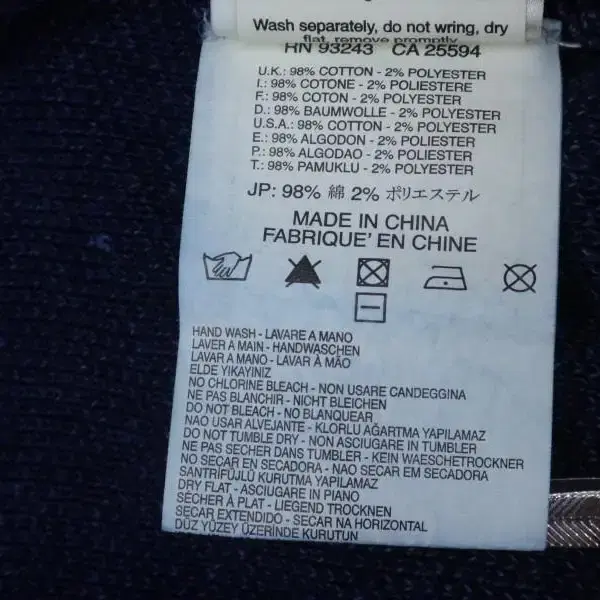 Wash separately, do not wring, dry
flat, remove promptly
RN 93243 CA 25594
U.K.: 98% COTTON - 2% POLYESTER
I.: 98% COTONE - 2% POLIESTERE
F.: 98% COTON - 2% POLYESTER
D.: 98% BAUMWOLLE - 2% POLYESTER
U.S.A.: 98% COTTON - 2% POLYESTER
E.: 98% ALGODON - 2% POLIESTER
P.: 98% ALGODAO - 2% POLIESTER
T.: 98% PAMUKLU - 2% POLYESTER
JP: 98% 綿 2% ポリエステル
MADE IN CHINA
FABRIQUE' EN CHINE
HAND WASH - LAVARE A MANO
LAVER A MAIN - HANDWASCHEN
LAVAR A MANO - LAVAR À MÃO
ELDE YIKAYINIZ
NO CHLORINE BLEACH - NON USARE CANDEGGINA
NE PAS BLANCHIR - NICHT BLEICHEN
DO NOT BLEACH - NO BLANQUEAR
NAO USAR ALVEJANTE - KLORLU AĞARTMA YAPILAMAZ
DO NOT TUMBLE DRY - NON ASCIUGARE IN TUMBLER
NE PAS SECHER DANS TUMBLER - KEIN WAESCHETROCKNER
NO SECAR EN SECADORA - NAO SECAR EM SECADORA
SANTRİFÜJLÜ KURUTMA YAPILAMAZ
DRY FLAT - ASCIUGARE IN PIANO
SÉCHER À PLAT - LIEGEND TROCKNEN
SECAR EXTENDIDO - SECAR NA HORIZONTAL
DÜZ YÜZEY ÜZERİNDE KURUTUN